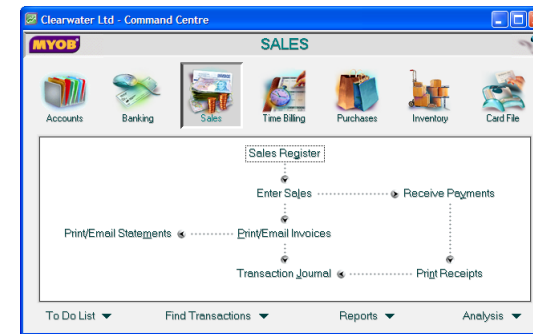 Clearwater Ltd - Command Centre
MYOB
SALES
Accounts Banking Sales Time Billing Purchases Inventory Card File
Sales Register
Enter Sales Receive Payments
Print/Email Statements Print/Email Invoices
Transaction Journal Print Receipts
To Do List Find Transactions Reports Analysis